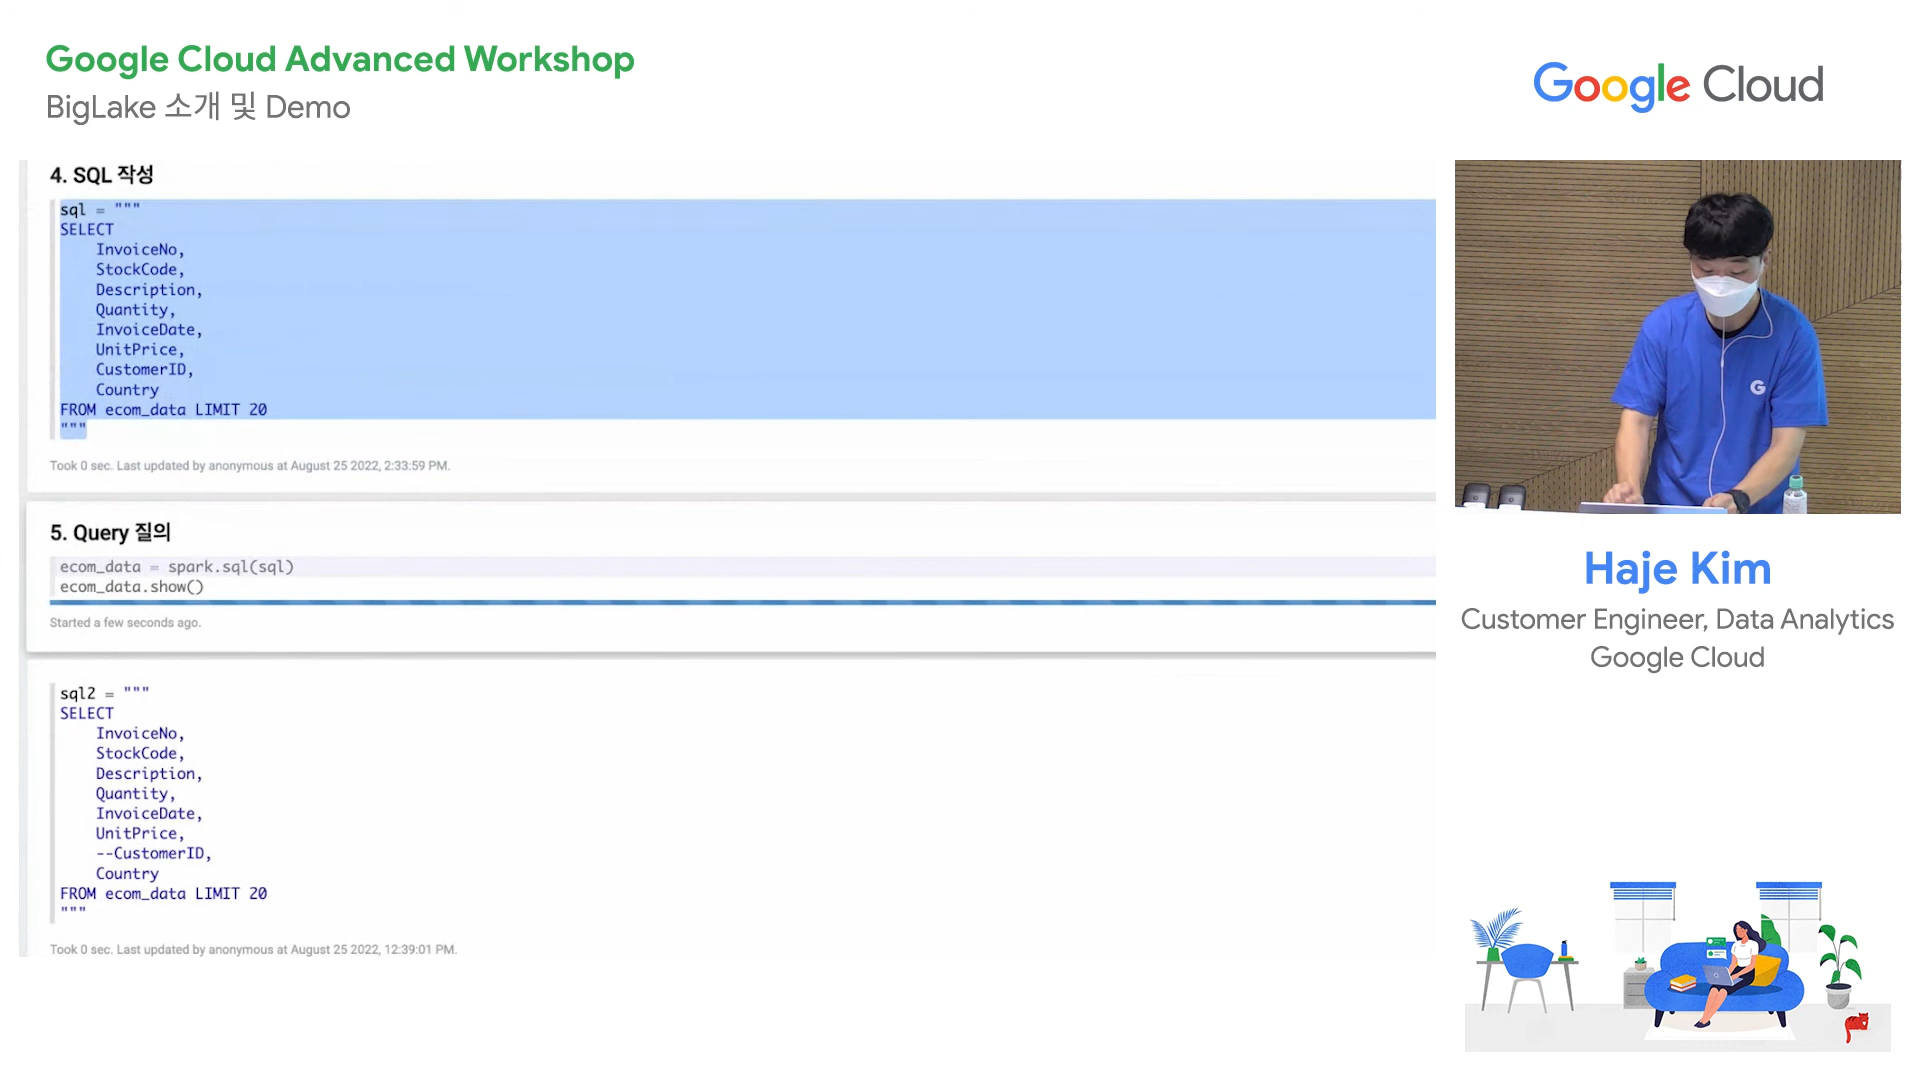 Google Cloud Advanced Workshop
BigLake 소개 및 Demo
Google Cloud
4. SQL 작성
sql = """
SELECT
InvoiceNo,
StockCode,
Description,
Quantity,
InvoiceDate,
UnitPrice,
CustomerID,
Country
FROM ecom_data LIMIT 20
"""
Took 0 sec. Last updated by anonymous at August 25 2022, 2:33:59 PM.
5. Query 질의
ecom_data = spark.sql(sql)
ecom_data.show()
Started a few seconds ago.
sql2 = """
SELECT
InvoiceNo,
StockCode,
Description,
Quantity,
InvoiceDate,
UnitPrice,
--CustomerID,
Country
FROM ecom_data LIMIT 20
"""
Took 0 sec. Last updated by anonymous at August 25 2022, 12:39:01 PM.
G
Haje Kim
Customer Engineer, Data Analytics
Google Cloud